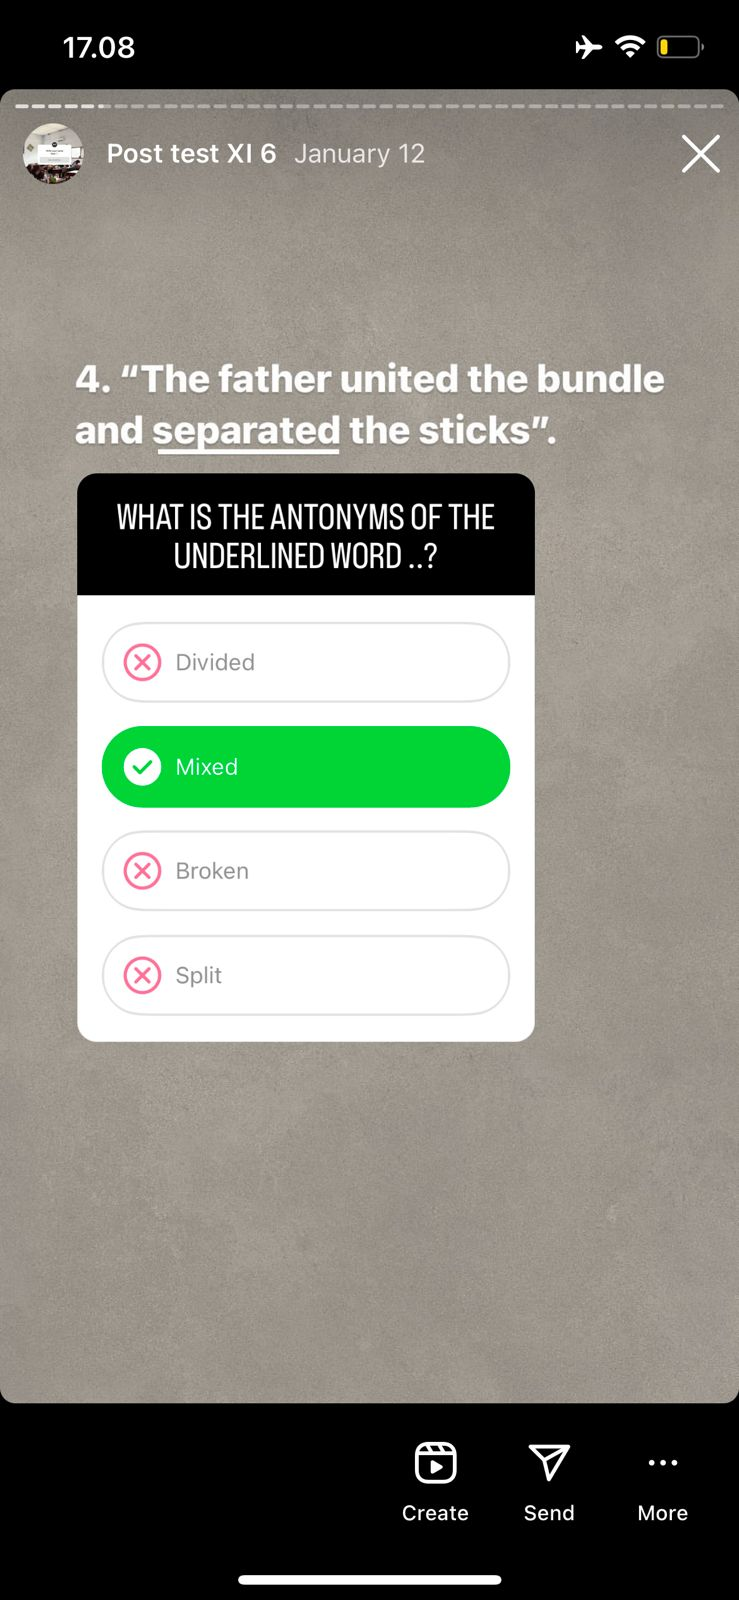 17.08
Post test XI 6 January 12
4. “The father united the bundle
and separated the sticks”.
WHAT IS THE ANTONYMS OF THE
UNDERLINED WORD ..?
Divided
Mixed
Broken
Split
Create Send More